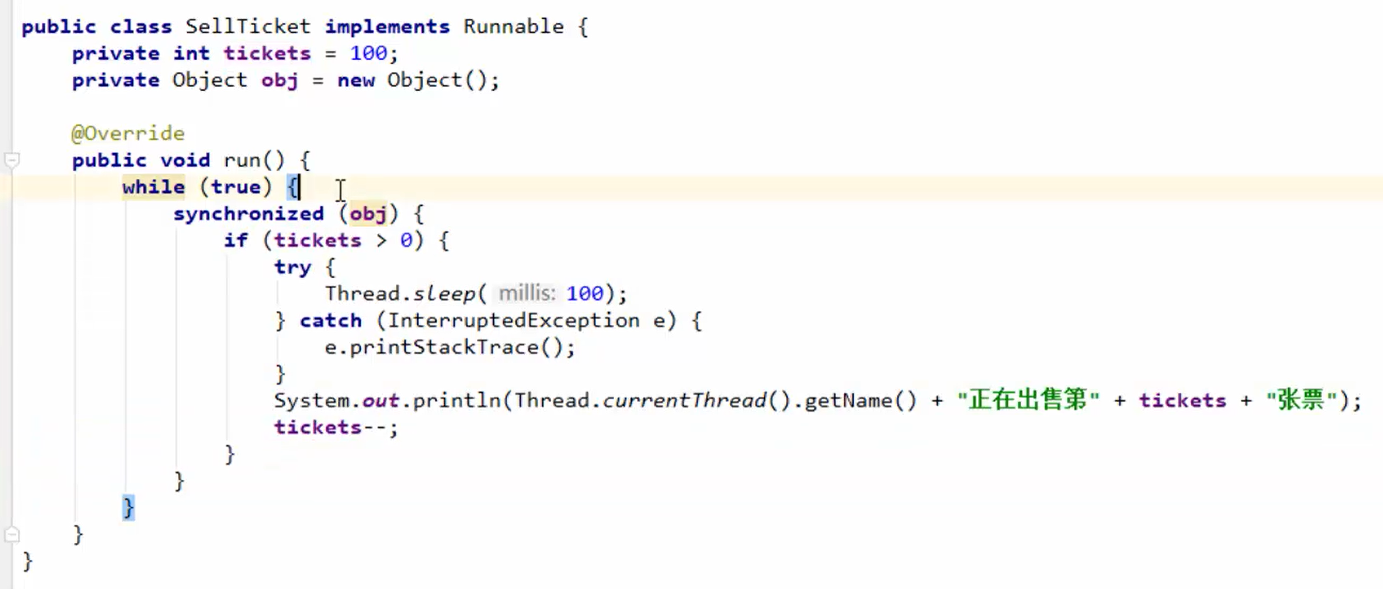 public class SellTicket implements Runnable {
private int tickets = 100;
private Object obj = new Object();
@Override
public void run() {
while (true) {
synchronized (obj) {
if (tickets > 0) {
try {
Thread.sleep( millis: 100);
} catch (InterruptedException e) {
e.printStackTrace();
}
System.out.println(Thread.currentThread().getName() + "正在出售第" + tickets + "张票");
tickets--;
}
}
}
}
}